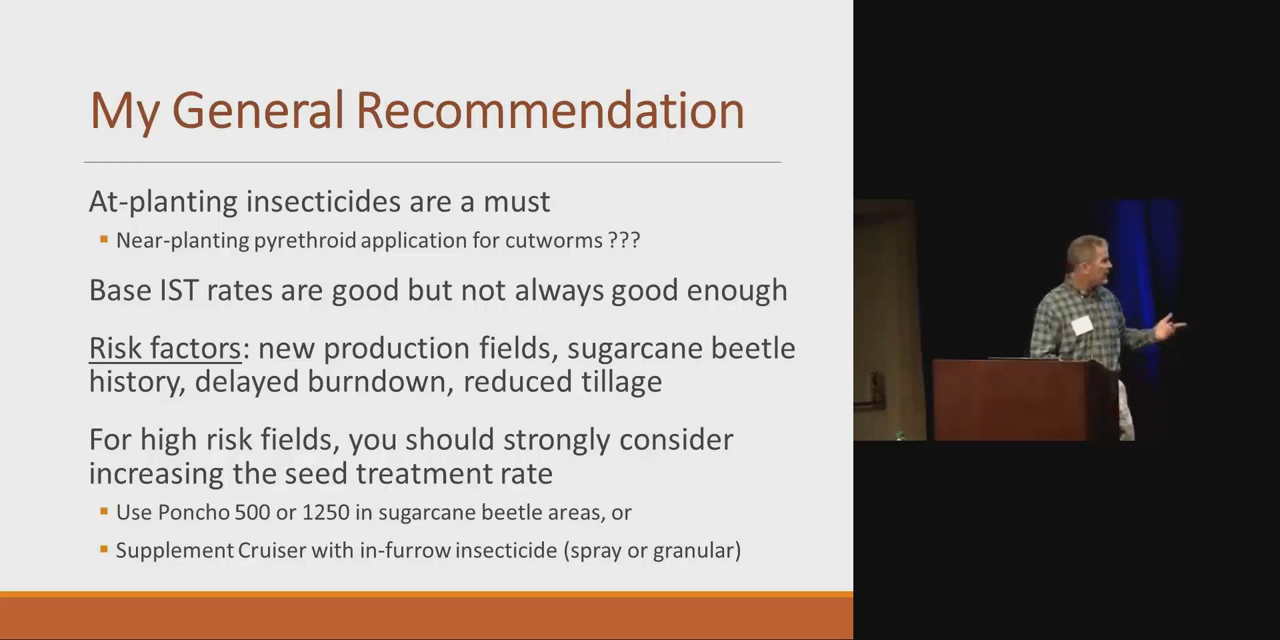 My General Recommendation
At-planting insecticides are a must
Near-planting pyrethroid application for cutworms ???
Base IST rates are good but not always good enough
Risk factors: new production fields, sugarcane beetle
history, delayed burndown, reduced tillage
For high risk fields, you should strongly consider
increasing the seed treatment rate
Use Poncho 500 or 1250 in sugarcane beetle areas, or
Supplement Cruiser with in-furrow insecticide (spray or granular)